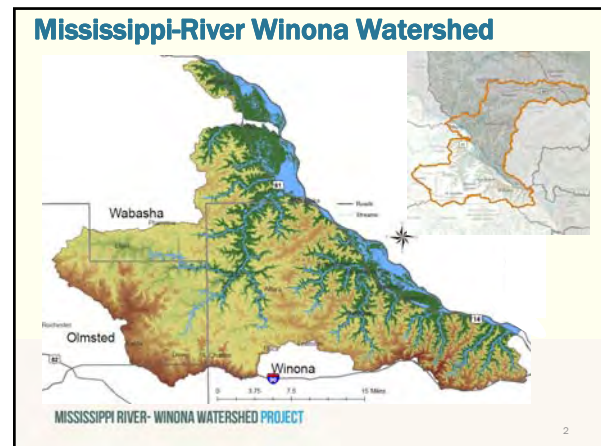 Mississippi-River Winona Watershed
61
Roads
Streams
Wabasha
Rochester
Olmsted
52
14
Winona
90
0 3.75 7.5 15 Miles
MISSISSIPPI RIVER- WINONA WATERSHED PROJECT
2